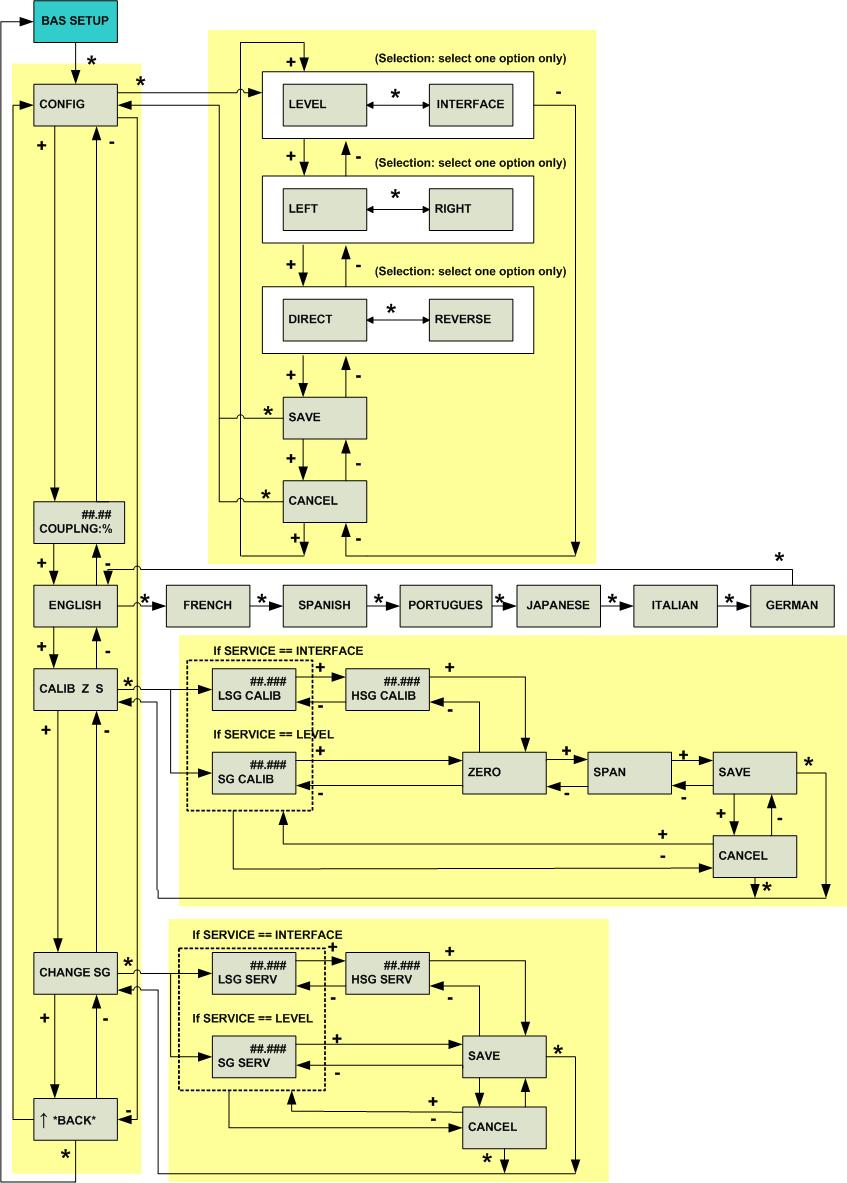 BAS SETUP
*
CONFIG
*
+
-
(Selection: select one option only)
+
LEVEL
*
INTERFACE
-
+
-
(Selection: select one option only)
LEFT
*
RIGHT
+
-
(Selection: select one option only)
DIRECT
*
REVERSE
+
-
*
SAVE
+
-
*
CANCEL
+
-
##.##
COUPLNG:%
+
-
*
ENGLISH
*
FRENCH
*
SPANISH
*
PORTUGUES
*
JAPANESE
*
ITALIAN
*
GERMAN
+
-
CALIB Z S
*
+
-
If SERVICE == INTERFACE
##.###
LSG CALIB
+
-
##.###
HSG CALIB
+
-
If SERVICE == LEVEL
##.###
SG CALIB
+
-
ZERO
+
-
SPAN
+
-
SAVE
*
+
-
+
-
CANCEL
*
CHANGE SG
*
+
-
If SERVICE == INTERFACE
##.###
LSG SERV
+
-
##.###
HSG SERV
+
-
If SERVICE == LEVEL
##.###
SG SERV
+
-
SAVE
*
+
-
CANCEL
*
↑ *BACK*
-
*